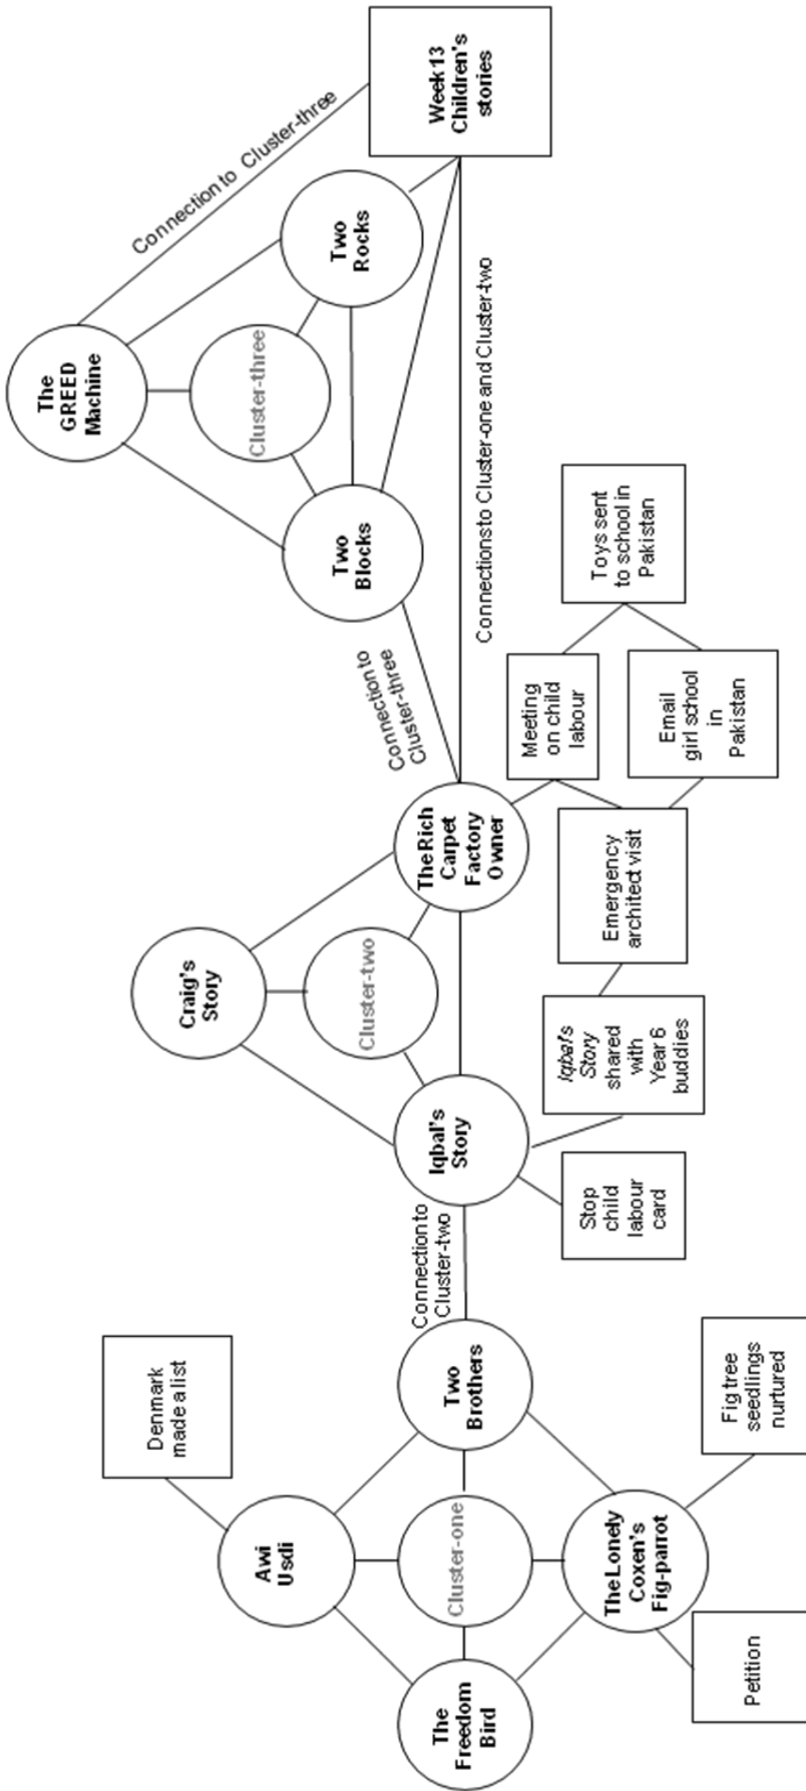 Denmark
made a list
Awi
Usdi
The
Freedom
Bird
Cluster-one
Two
Brothers
The Lonely
Coxen's
Fig-parrot
Petition
Fig tree
seedlings
nurtured
Connection to
Cluster-two
Craig's
Story
Cluster-two
Iqbal's
Story
The Rich
Carpet
Factory
Owner
Stop
child
labour
card
Iqbal's
Story
shared
with
Year 6
buddies
Emergency
architect visit
Meeting
on child
labour
Email
girl school
in
Pakistan
Toys sent
to school in
Pakistan
Connection to
Cluster-three
Connections to Cluster-one and Cluster-two
The
GREED
Machine
Cluster-three
Two
Blocks
Two
Rocks
Connection to Cluster-three
Week 13
Children's
stories